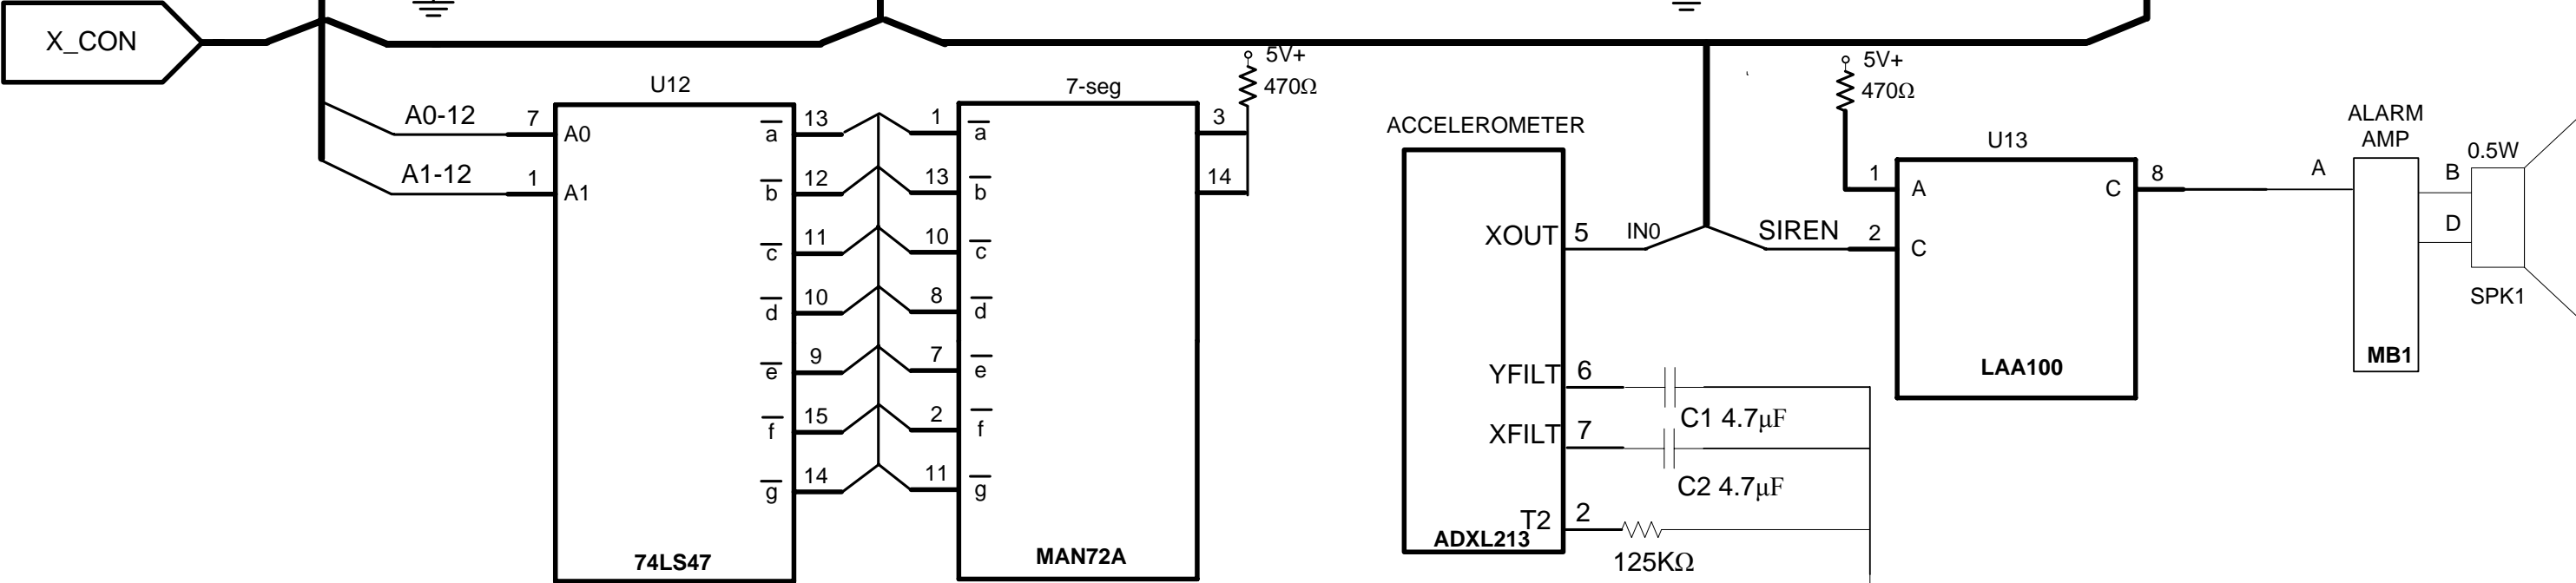 X_CON
A0-12
A1-12
U12
7
A0
1
A1
a
13
b
12
c
11
d
10
e
9
f
15
g
14
74LS47
7-seg
1
a
13
b
10
c
8
d
7
e
2
f
11
g
3
14
MAN72A
5V+
470Ω
ACCELEROMETER
XOUT
5
IN0
SIREN
YFILT
6
C1 4.7μF
XFILT
7
C2 4.7μF
T2
2
125KΩ
ADXL213
5V+
470Ω
U13
1
A
2
C
C
8
LAA100
A
ALARM
AMP
MB1
B
D
0.5W
SPK1